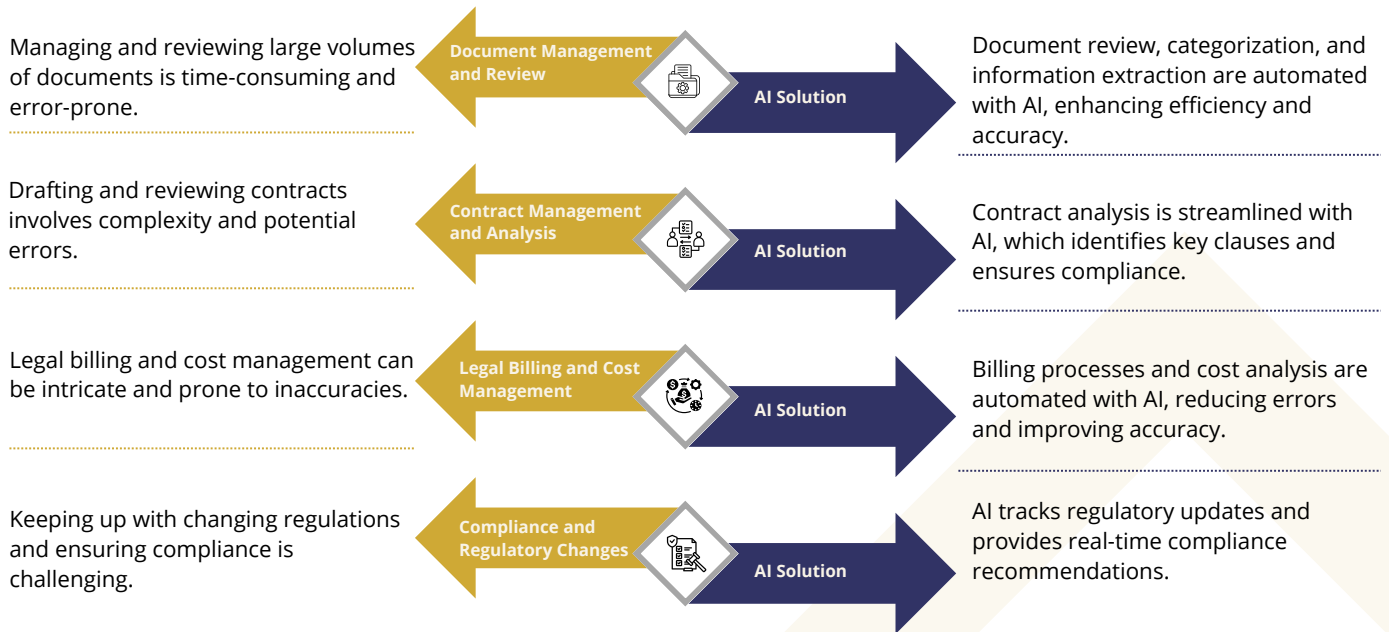 Managing and reviewing large volumes
of documents is time-consuming and
error-prone.
Document Management
and Review
AI Solution
Document review, categorization, and
information extraction are automated
with AI, enhancing efficiency and
accuracy.
Drafting and reviewing contracts
involves complexity and potential
errors.
Contract Management
and Analysis
AI Solution
Contract analysis is streamlined with
AI, which identifies key clauses and
ensures compliance.
Legal billing and cost management can
be intricate and prone to inaccuracies.
Legal Billing and Cost
Management
AI Solution
Billing processes and cost analysis are
automated with AI, reducing errors
and improving accuracy.
Keeping up with changing regulations
and ensuring compliance is
challenging.
Compliance and
Regulatory Changes
AI Solution
AI tracks regulatory updates and
provides real-time compliance
recommendations.